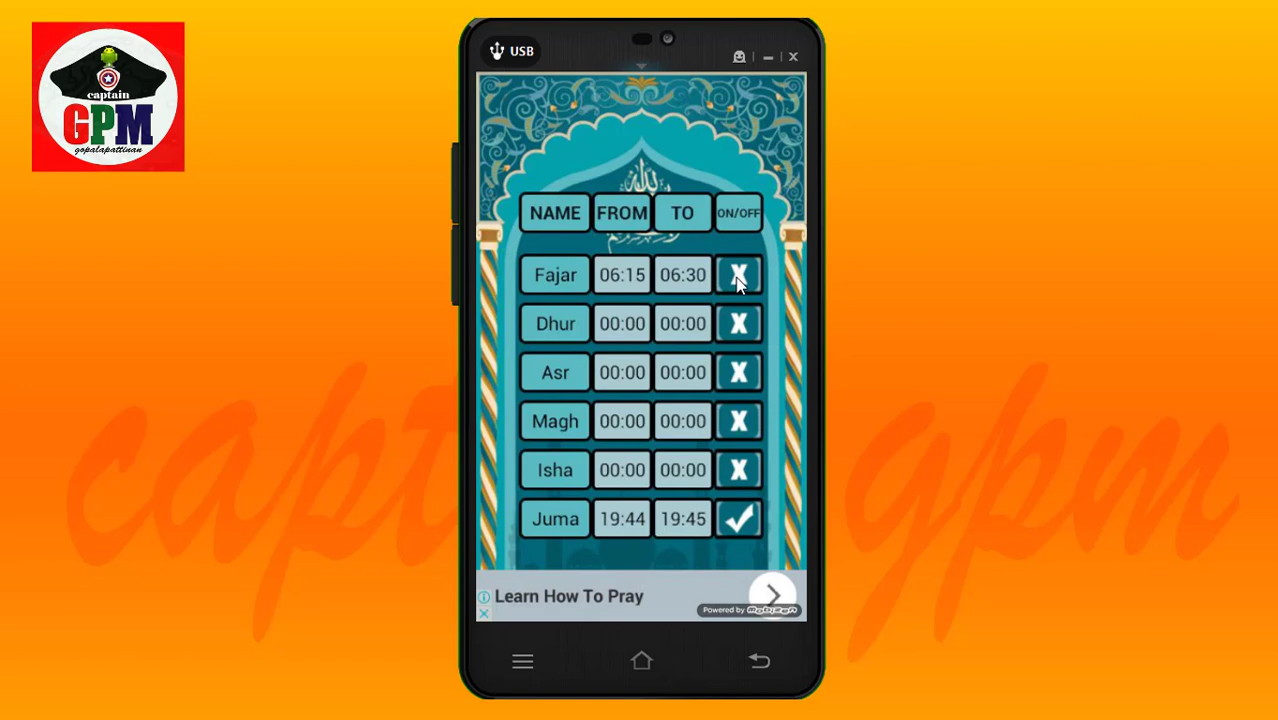 captain
GPM
gopalapattinan
USB
NAME FROM TO ON/OFF
Fajar 06:15 06:30 X
Dhur 00:00 00:00 X
Asr 00:00 00:00 X
Magh 00:00 00:00 X
Isha 00:00 00:00 X
Juma 19:44 19:45
Learn How To Pray
Powered by Mobizen
capt gpm